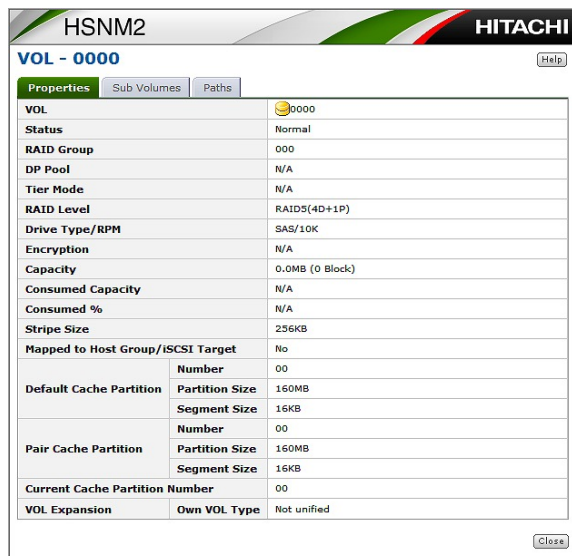 HSNM2
HITACHI
VOL - 0000
Help
Properties Sub Volumes Paths
VOL 0000
Status Normal
RAID Group 000
DP Pool N/A
Tier Mode N/A
RAID Level RAID5(4D+1P)
Drive Type/RPM SAS/10K
Encryption N/A
Capacity 0.0MB (0 Block)
Consumed Capacity N/A
Consumed % N/A
Stripe Size 256KB
Mapped to Host Group/iSCSI Target No
Default Cache Partition
Number 00
Partition Size 160MB
Segment Size 16KB
Pair Cache Partition
Number 00
Partition Size 160MB
Segment Size 16KB
Current Cache Partition Number 00
VOL Expansion Own VOL Type Not unified
Close